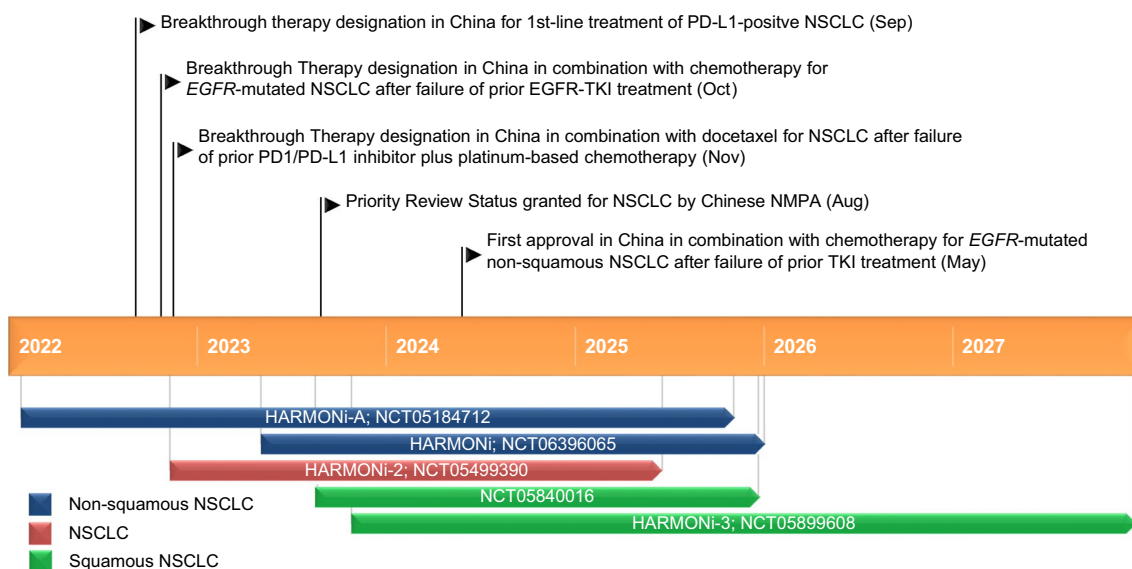 Breakthrough therapy designation in China for 1st-line treatment of PD-L1-positve NSCLC (Sep)
Breakthrough Therapy designation in China in combination with chemotherapy for
EGFR-mutated NSCLC after failure of prior EGFR-TKI treatment (Oct)
Breakthrough Therapy designation in China in combination with docetaxel for NSCLC after failure
of prior PD1/PD-L1 inhibitor plus platinum-based chemotherapy (Nov)
Priority Review Status granted for NSCLC by Chinese NMPA (Aug)
First approval in China in combination with chemotherapy for EGFR-mutated
non-squamous NSCLC after failure of prior TKI treatment (May)
2022 2023 2024 2025 2026 2027
HARMONi-A; NCT05184712
HARMONi; NCT06396065
HARMONi-2; NCT05499390
NCT05840016
HARMONi-3; NCT05899608
Non-squamous NSCLC
NSCLC
Squamous NSCLC